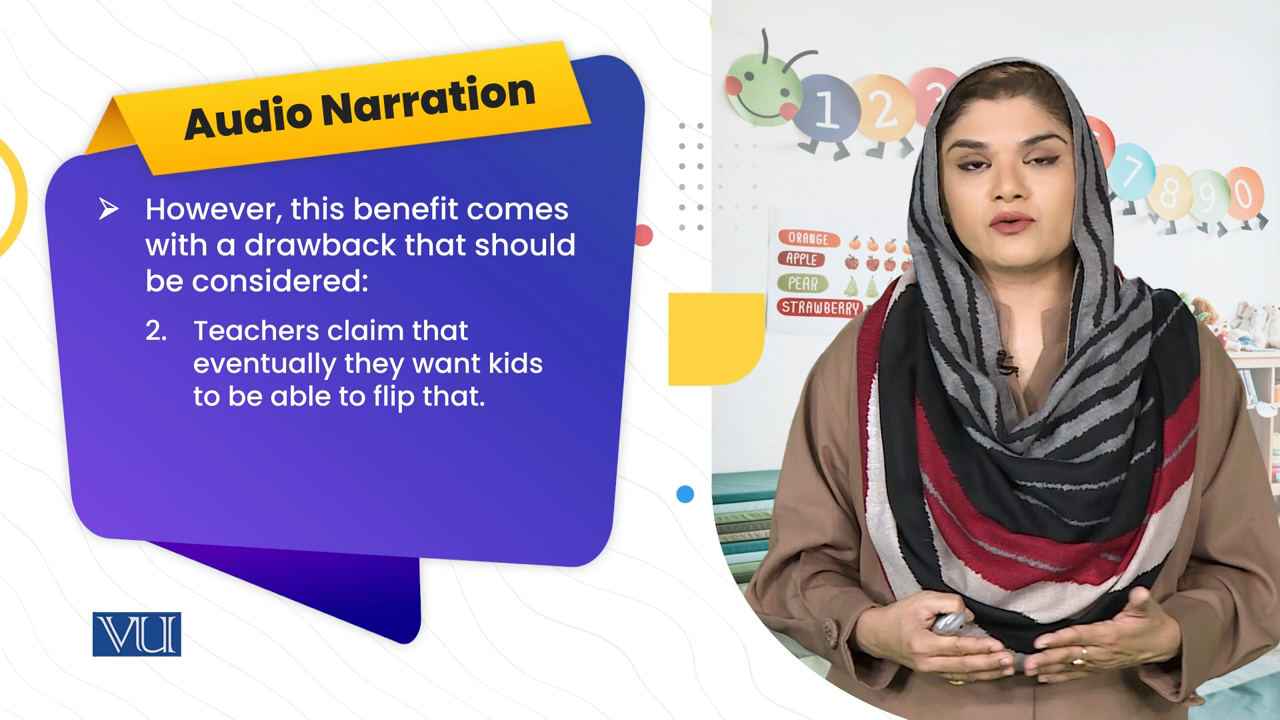 Audio Narration
➢ However, this benefit comes
with a drawback that should
be considered:
2. Teachers claim that
eventually they want kids
to be able to flip that.
VU
1 2 3
7 8 9 0
ORANGE
APPLE
PEAR
STRAWBERRY